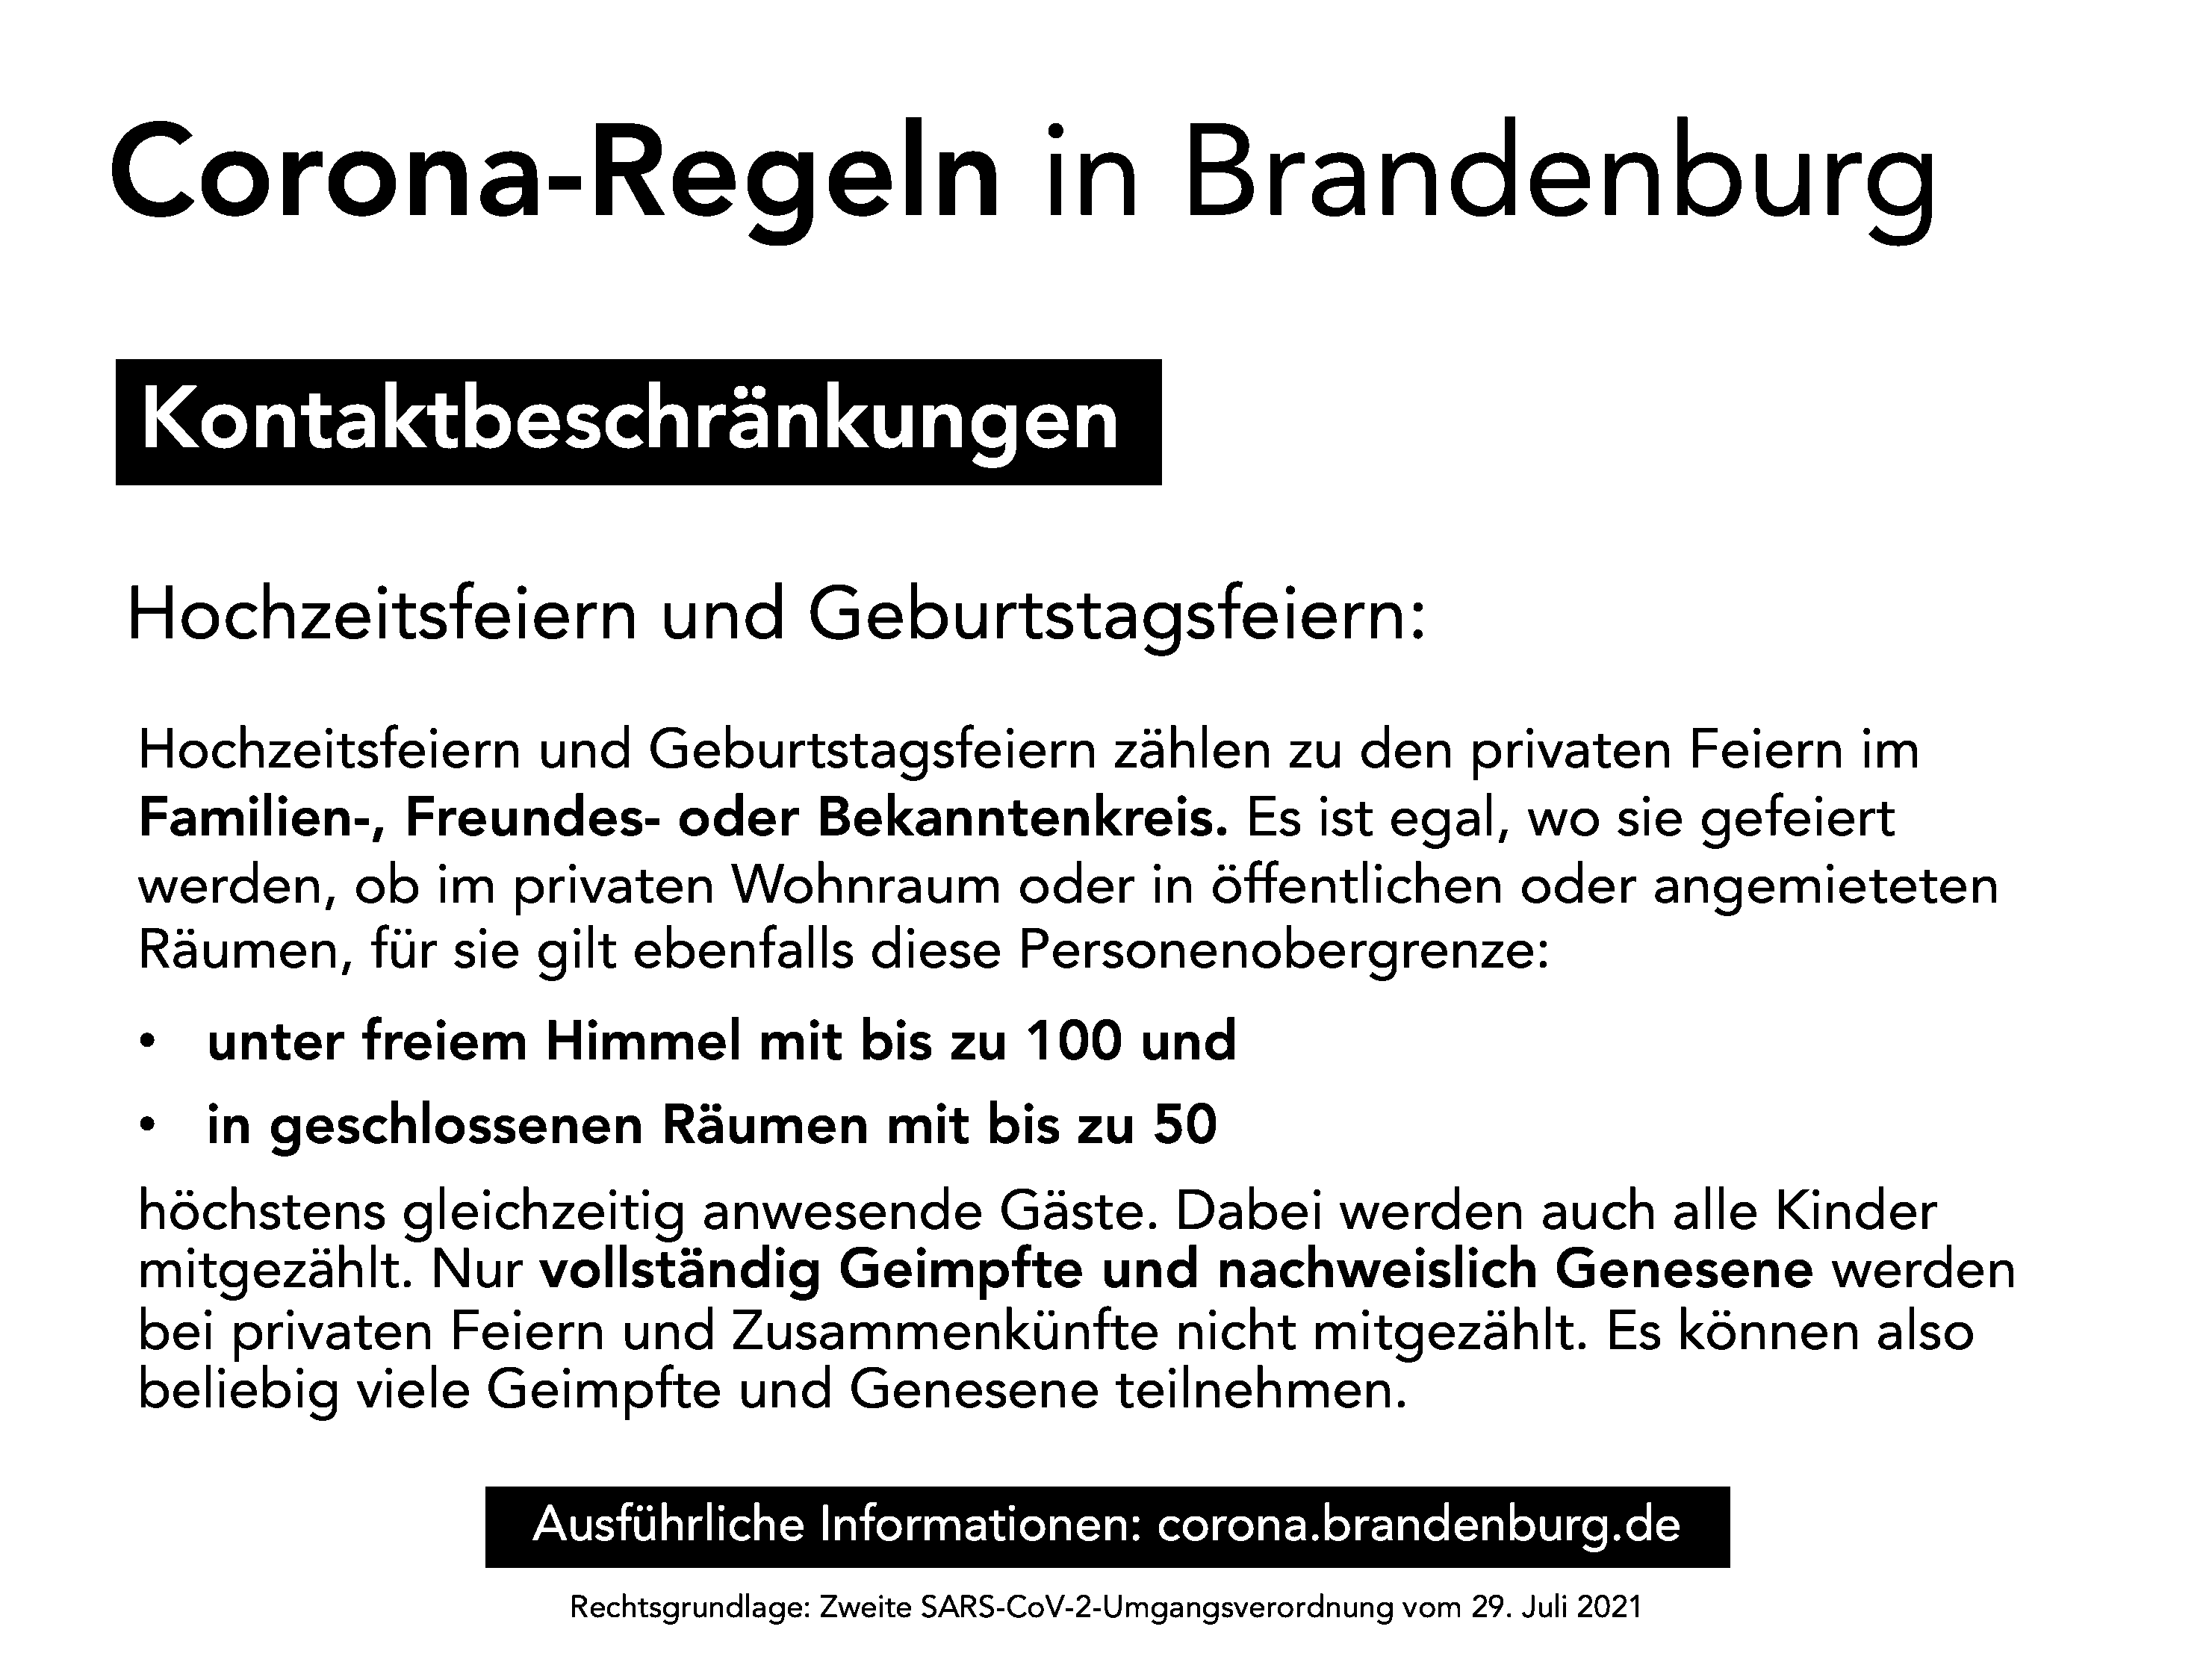 Corona-Regeln in Brandenburg
Kontaktbeschränkungen
Hochzeitsfeiern und Geburtstagsfeiern:
Hochzeitsfeiern und Geburtstagsfeiern zählen zu den privaten Feiern im
Familien-, Freundes- oder Bekanntenkreis. Es ist egal, wo sie gefeiert
werden, ob im privaten Wohnraum oder in öffentlichen oder angemieteten
Räumen, für sie gilt ebenfalls diese Personenobergrenze:
• unter freiem Himmel mit bis zu 100 und
• in geschlossenen Räumen mit bis zu 50
höchstens gleichzeitig anwesende Gäste. Dabei werden auch alle Kinder
mitgezählt. Nur vollständig Geimpfte und nachweislich Genesene werden
bei privaten Feiern und Zusammenkünfte nicht mitgezählt. Es können also
beliebig viele Geimpfte und Genesene teilnehmen.
Ausführliche Informationen: corona.brandenburg.de
Rechtsgrundlage: Zweite SARS-CoV-2-Umgangsverordnung vom 29. Juli 2021